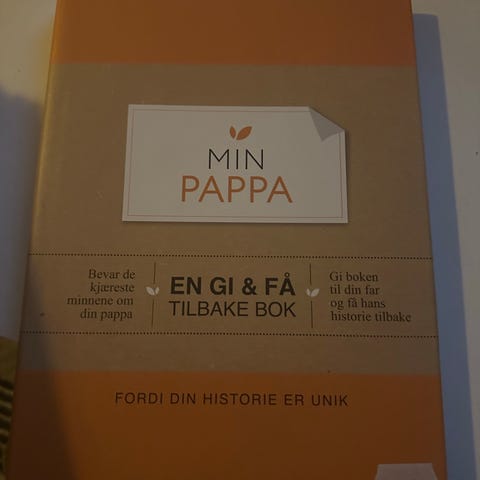 MIN
PAPPA
Bevar de
kjæreste
minnene om
din pappa
EN GI & FÅ
TILBAKE BOK
Gi boken
til din far
og få hans
historie tilbake
FORDI DIN HISTORIE ER UNIK